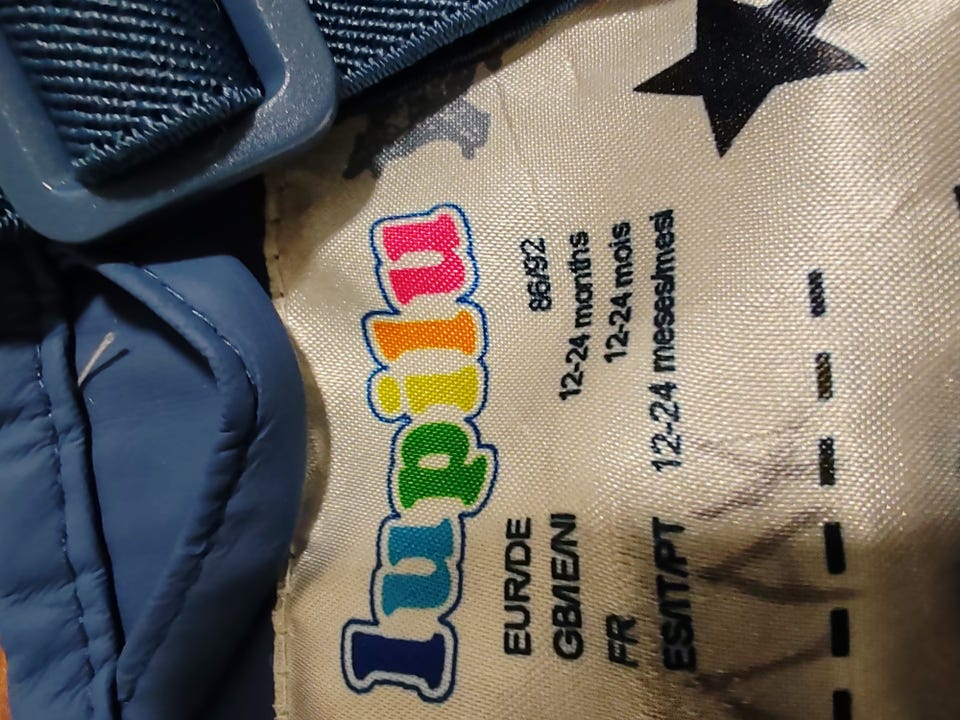 lupilu
EUR/DE 86/92
GB/IE/NI 12-24 months
FR 12-24 mois
ES/IT/PT 12-24 meses/mesi